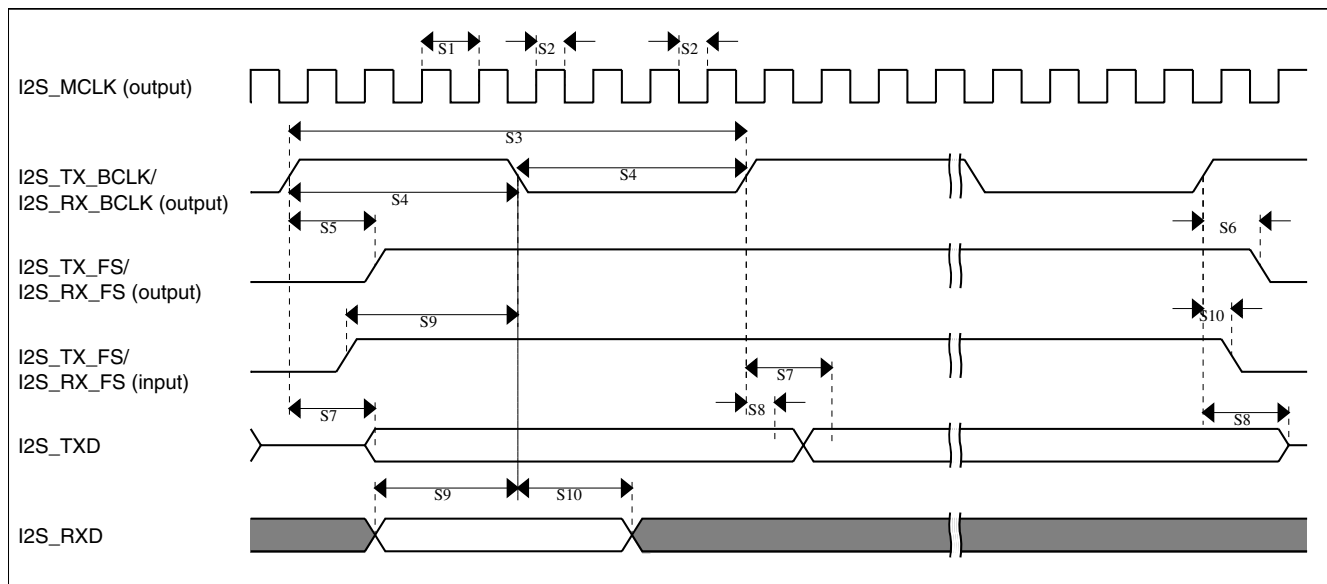 S1
S2
S2
I2S_MCLK (output)
S3
I2S_TX_BCLK/
I2S_RX_BCLK (output)
S4
S4
S5
S6
I2S_TX_FS/
I2S_RX_FS (output)
S9
S10
I2S_TX_FS/
I2S_RX_FS (input)
S7
S7
S8
S8
I2S_TXD
S9
S10
I2S_RXD